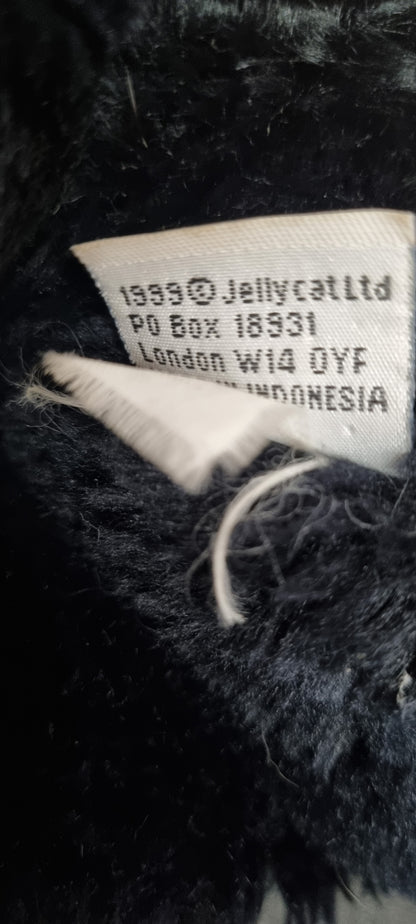 1999 © Jellycat Ltd
PO Box 18931
London W14 0YF
INDONESIA